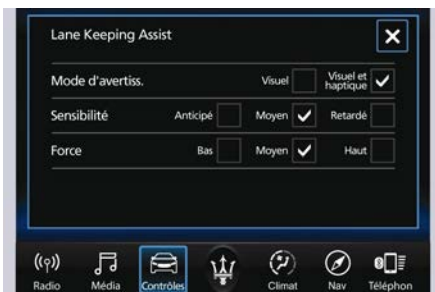 Lane Keeping Assist
Mode d'avertiss. Visuel Visuel et haptique
Sensibilité Anticipé Moyen Retardé
Force Bas Moyen Haut
Radio Média Contrôles Climat Nav Téléphon